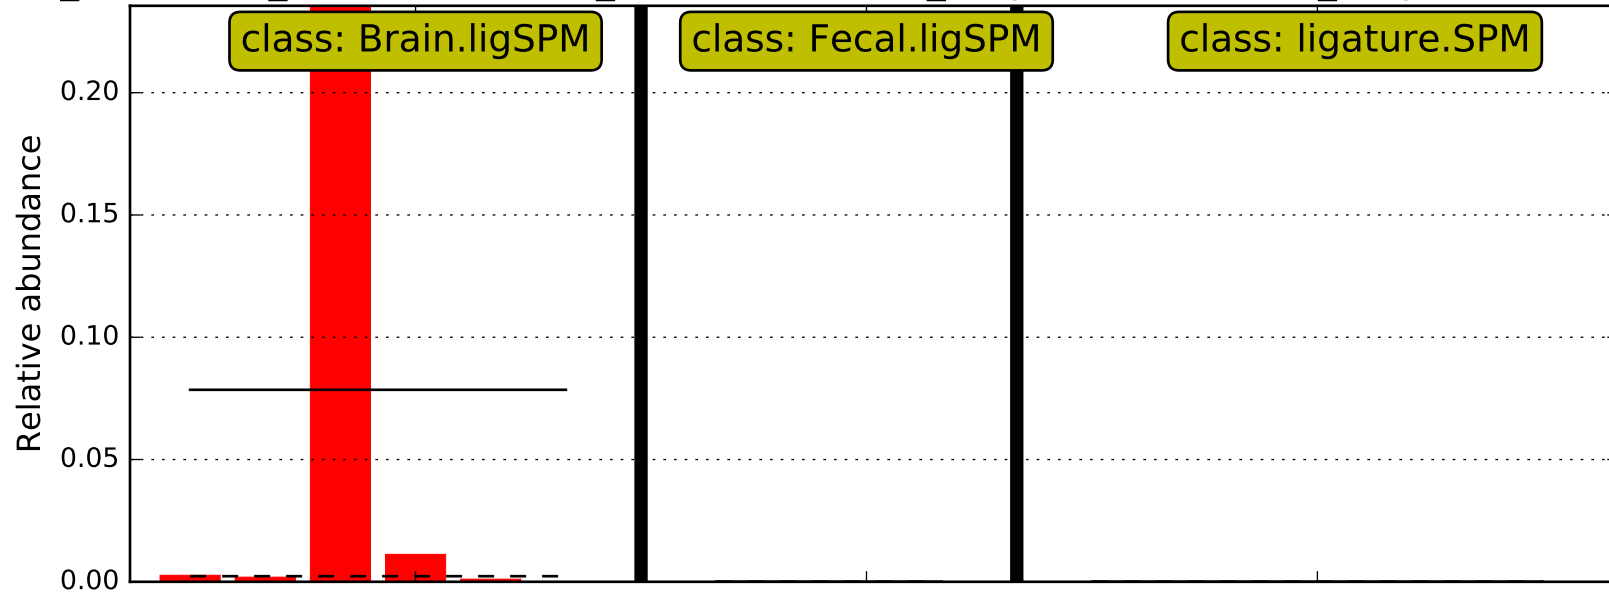 class: Brain.ligSPM
class: Fecal.ligSPM
class: ligature.SPM
Relative abundance
0.20
0.15
0.10
0.05
0.00